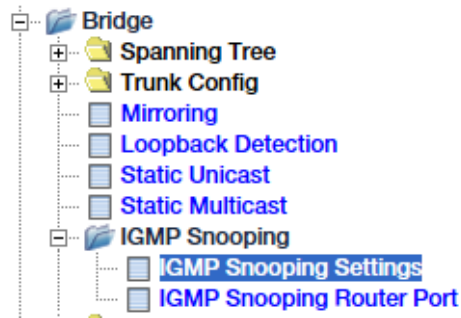 Bridge
Spanning Tree
Trunk Config
Mirroring
Loopback Detection
Static Unicast
Static Multicast
IGMP Snooping
IGMP Snooping Settings
IGMP Snooping Router Port